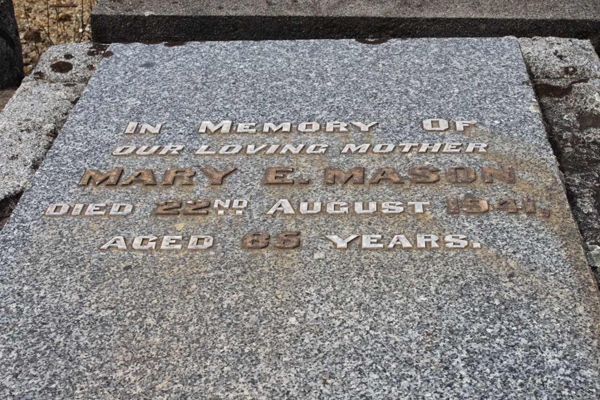 IN MEMORY OF
OUR LOVING MOTHER
MARY E. MASON
DIED 22ND AUGUST 1941,
AGED 85 YEARS.